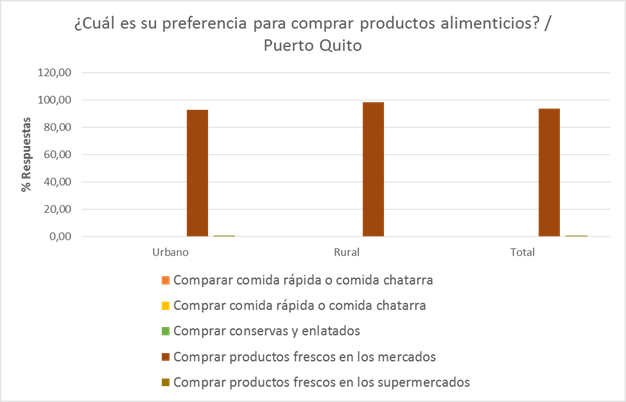 ¿Cuál es su preferencia para comprar productos alimenticios? /
Puerto Quito
120,00
100,00
80,00
60,00
40,00
20,00
0,00
% Respuestas
Urbano
Rural
Total
Comparar comida rápida o comida chatarra
Comprar comida rápida o comida chatarra
Comprar conservas y enlatados
Comprar productos frescos en los mercados
Comprar productos frescos en los supermercados